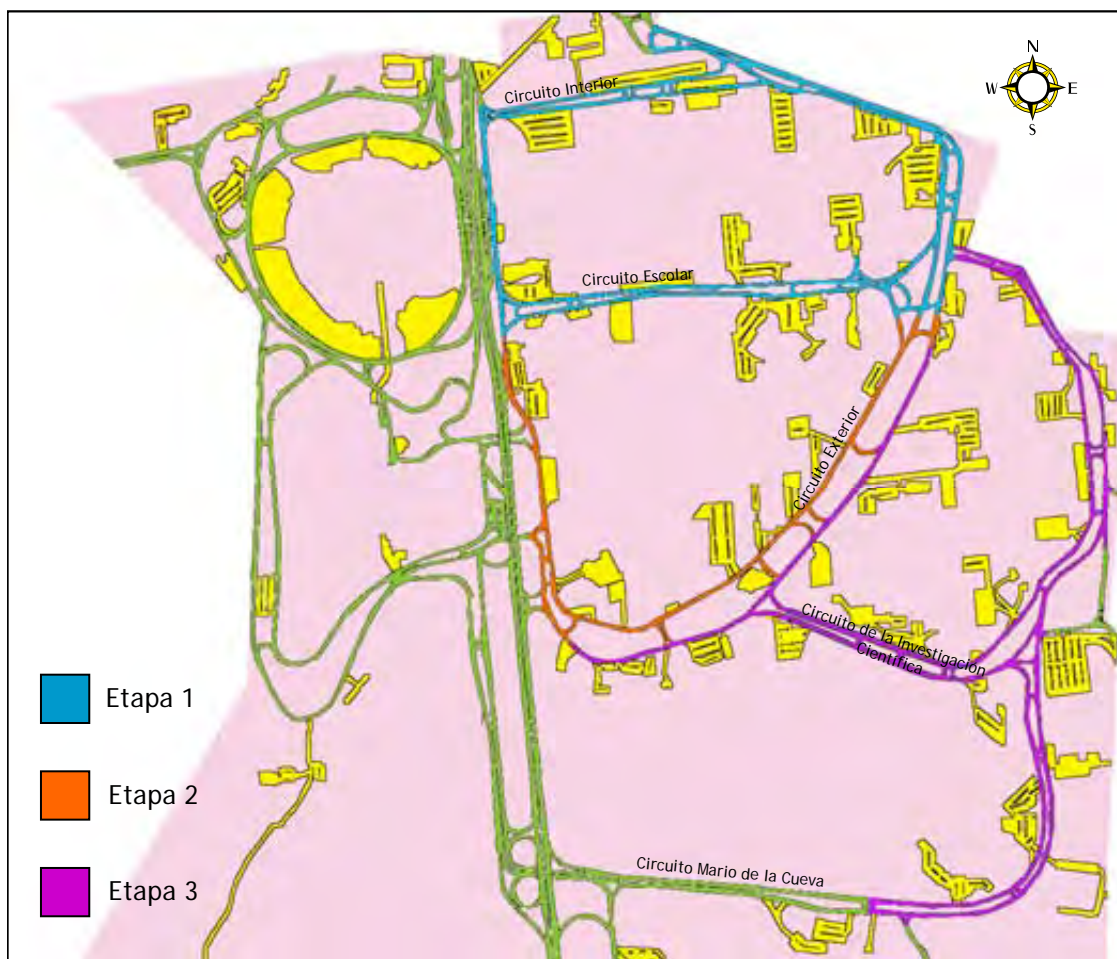 N
W E
S
Circuito Interior
Circuito Escolar
Circuito Exterior
Circuito de la Investigación
Científica
Etapa 1
Etapa 2
Etapa 3
Circuito Mario de la Cueva